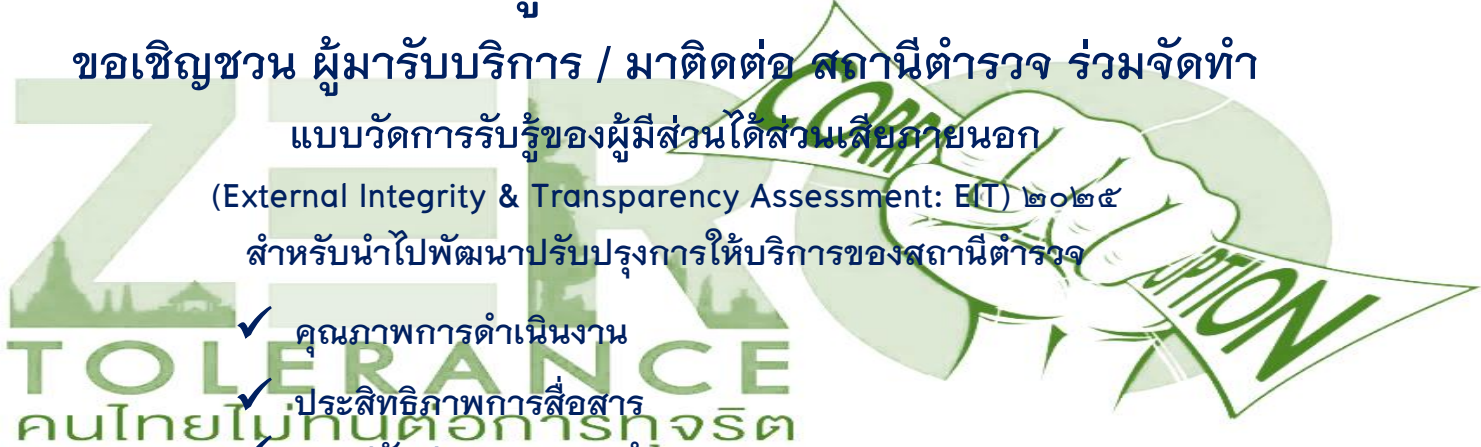 ขอเชิญชวน ผู้มารับบริการ / มาติดต่อ สถานีตำรวจ ร่วมจัดทำ
แบบวัดการรับรู้ของผู้มีส่วนได้ส่วนเสียภายนอก
(External Integrity & Transparency Assessment: EIT) ๒๐๒๕
สำหรับนำไปพัฒนาปรับปรุงการให้บริการของสถานีตำรวจ
✓ คุณภาพการดำเนินงาน
✓ ประสิทธิภาพการสื่อสาร
ZERO
TOLERANCE
คนไทยไม่ทนต่อการทุจริต
CORRUPTION